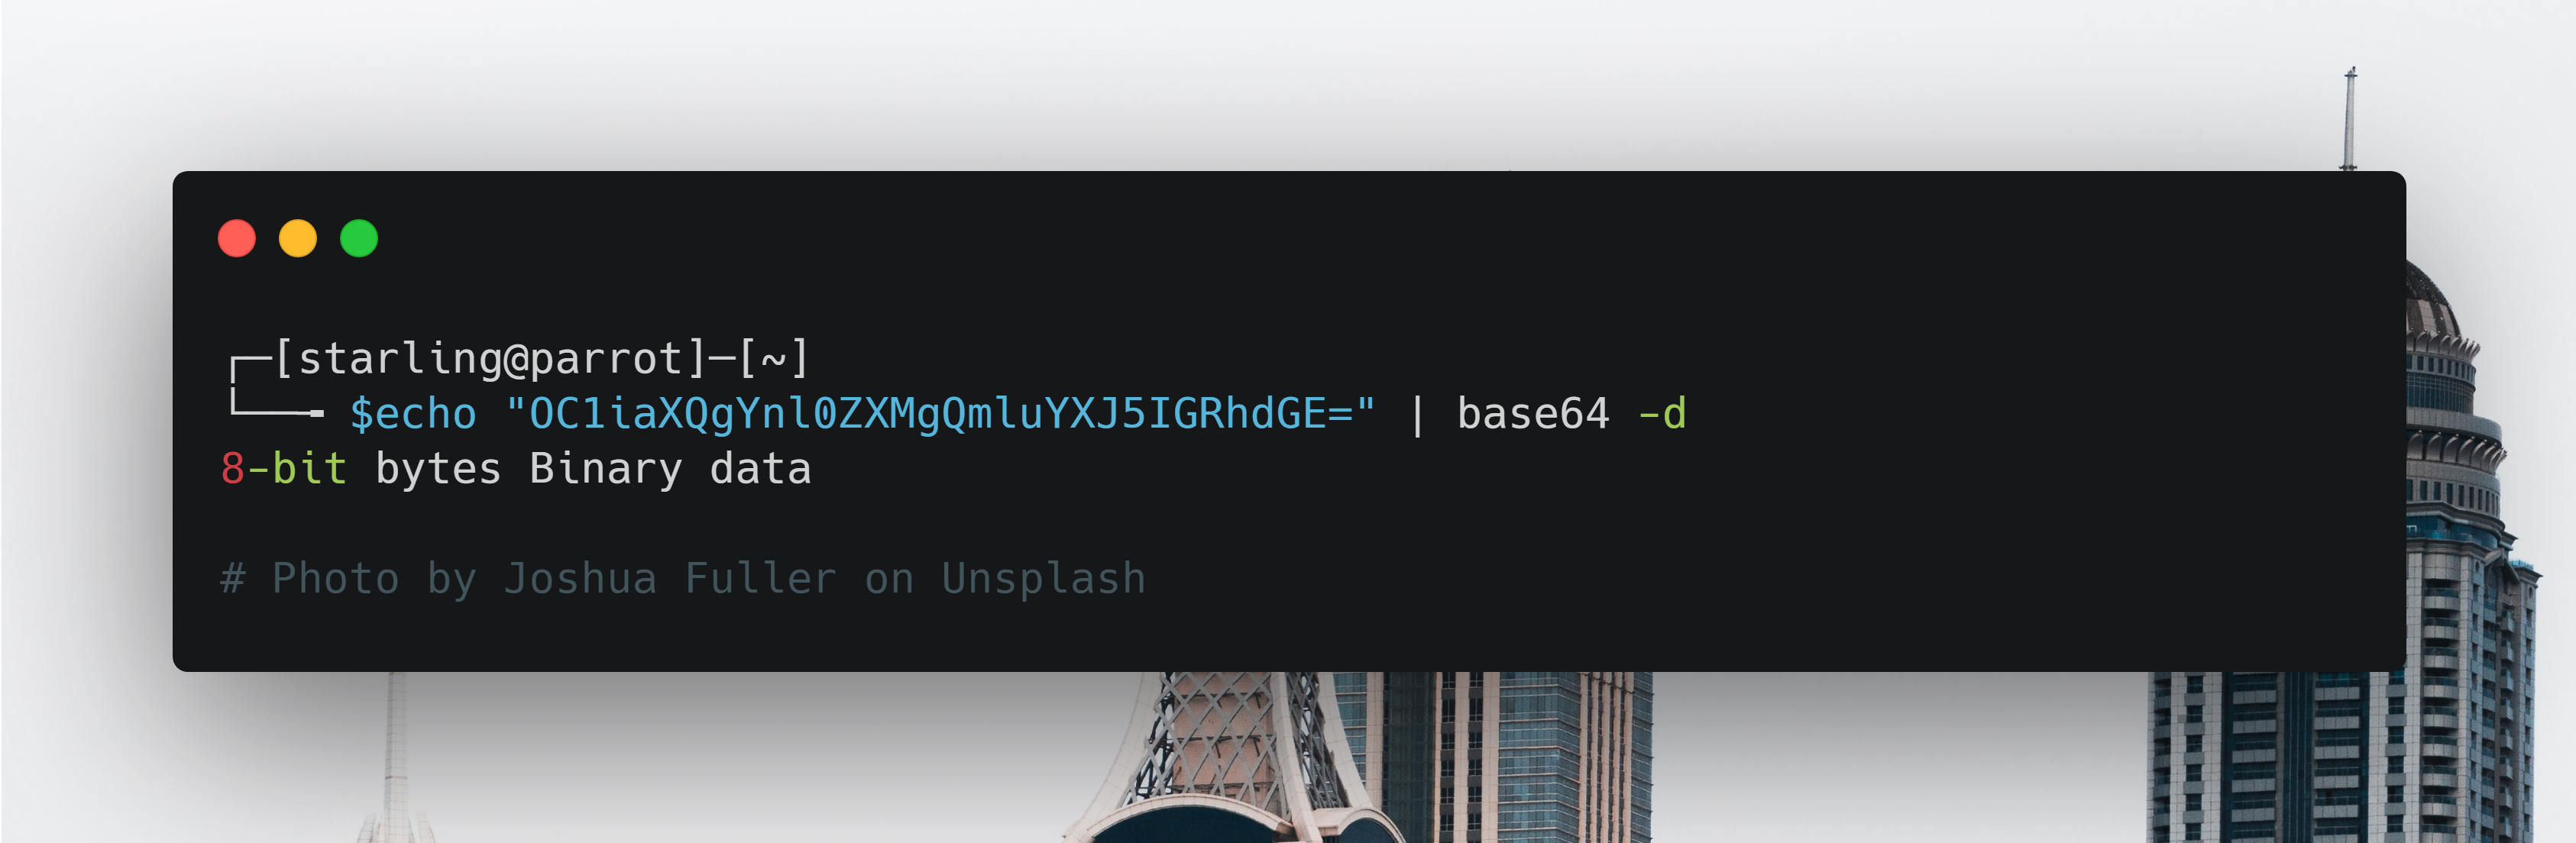 ┌─[starling@parrot]─[~]
└──╼ $echo "OC1iaXQgYnl0ZXMgQmluYXJ5IGRhdGE=" | base64 -d
8-bit bytes Binary data
# Photo by Joshua Fuller on Unsplash